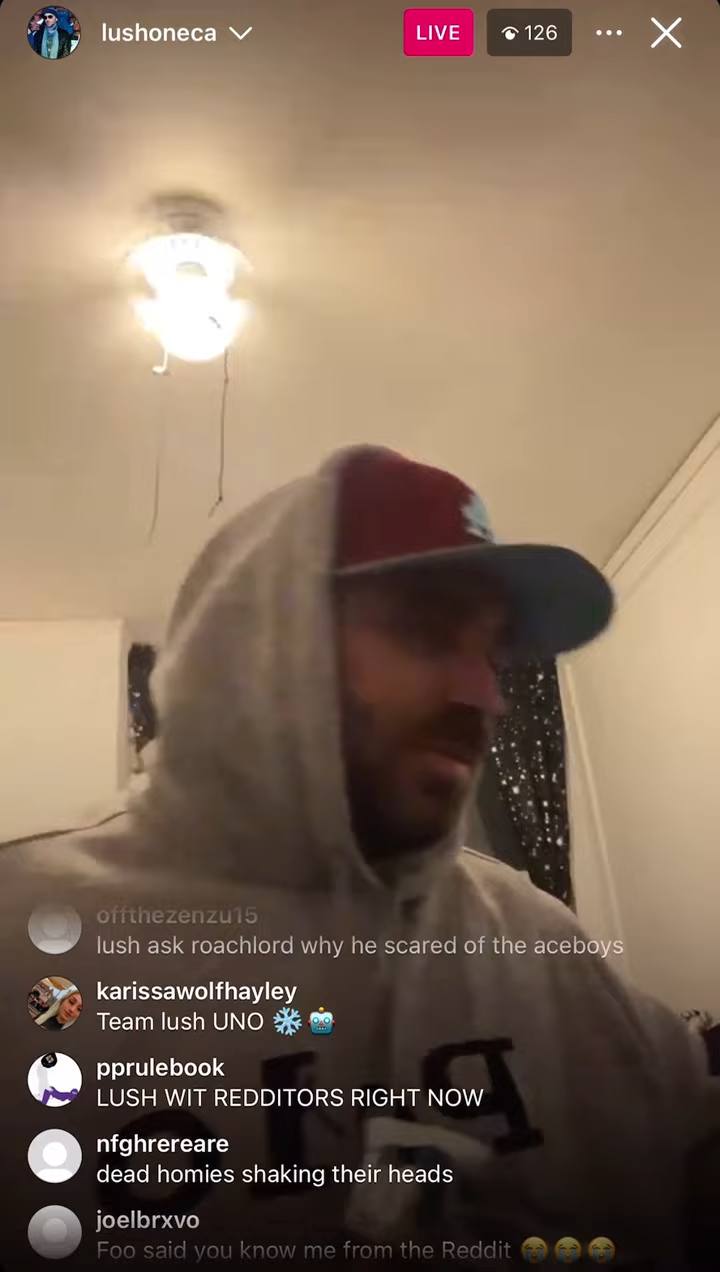 lushoneca
LIVE
126
offthezenzu15
lush ask roachlord why he scared of the aceboys
karissawolfhayley
Team lush UNO ❄️🤖
pprulebook
LUSH WIT REDDITORS RIGHT NOW
nfghrereare
dead homies shaking their heads
joelbrxvo
Foo said you know me from the Reddit 😭😭😭